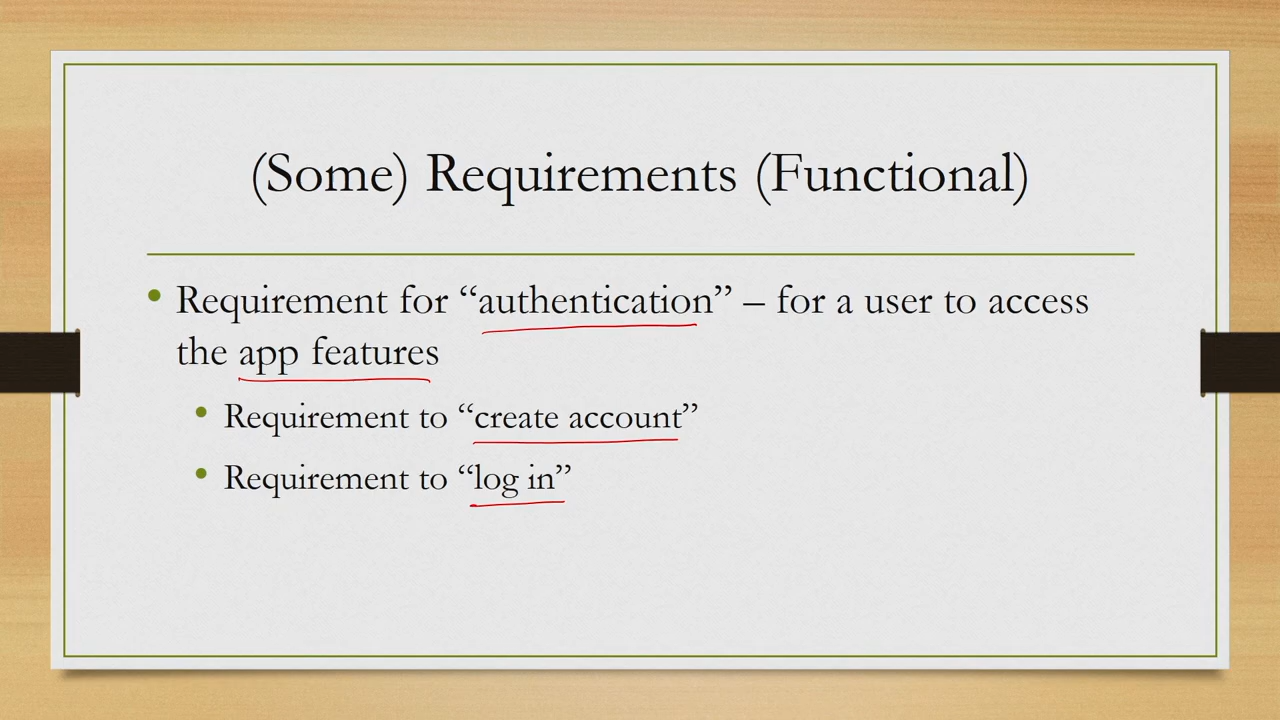 (Some) Requirements (Functional)
• Requirement for “authentication” – for a user to access
the app features
• Requirement to “create account”
• Requirement to “log in”